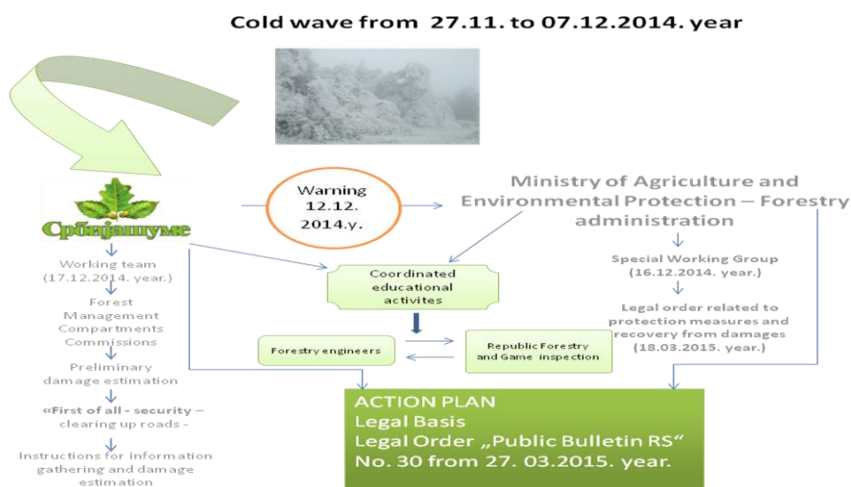 Cold wave from 27.11. to 07.12.2014. year
Србијашуме
Warning
12.12.
2014.y.
Ministry of Agriculture and
Environmental Protection – Forestry
administration
Working team
(17.12.2014. year.)
Forest
Management
Compartments
Commissions
Preliminary
damage estimation
«First of all - security –
clearing up roads -
Instructions for information
gathering and damage
estimation
Coordinated
educational
activites
Forestry engineers
Republic Forestry
and Game inspection
Special Working Group
(16.12.2014. year.)
Legal order related to
protection measures and
recovery from damages
(18.03.2015. year.)
ACTION PLAN
Legal Basis
Legal Order „Public Bulletin RS“
No. 30 from 27. 03.2015. year.